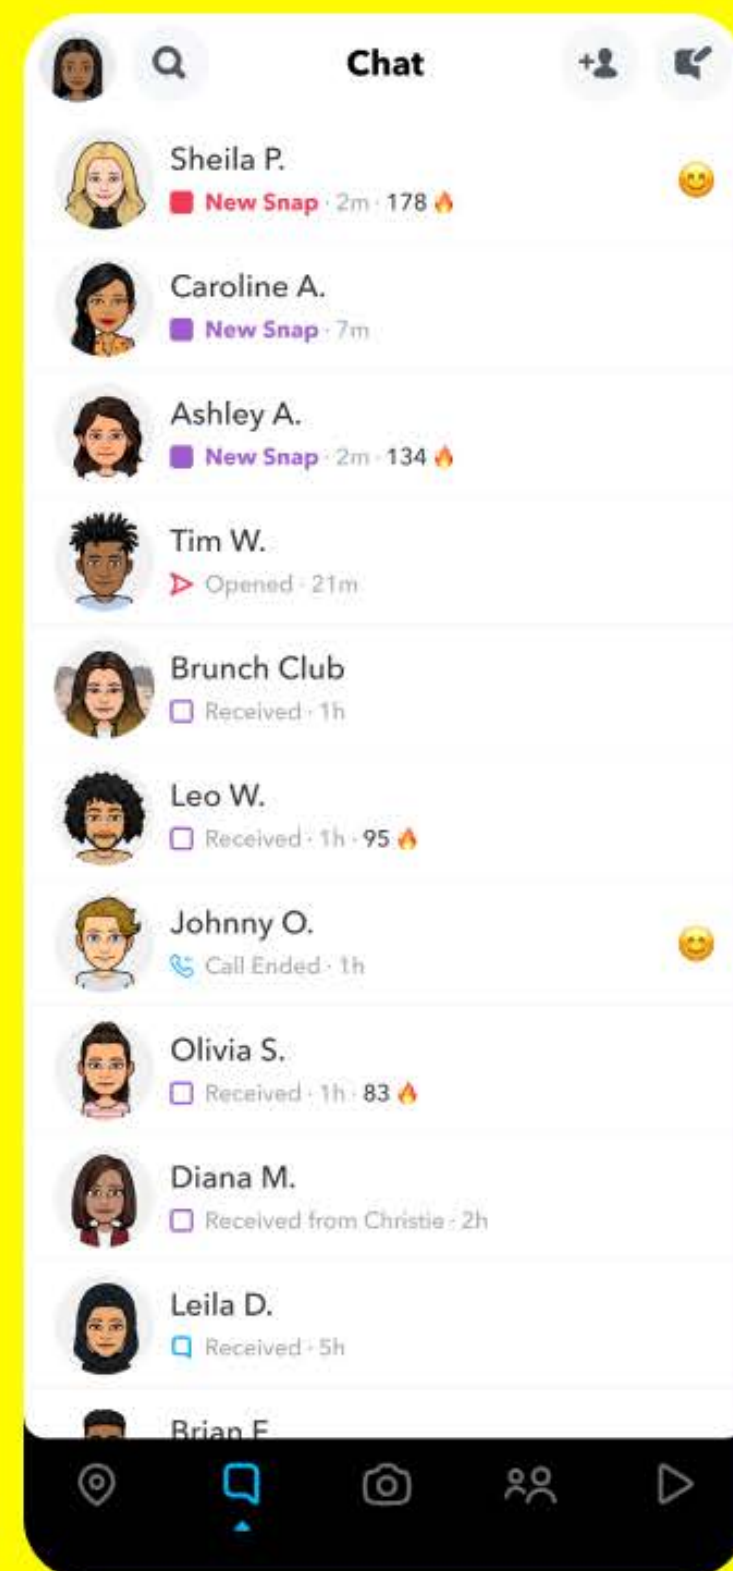 Chat
Sheila P.
New Snap · 2m · 178 🔥
Caroline A.
New Snap · 7m
Ashley A.
New Snap · 2m · 134 🔥
Tim W.
Opened · 21m
Brunch Club
Received · 1h
Leo W.
Received · 1h · 95 🔥
Johnny O.
Call Ended · 1h
Olivia S.
Received · 1h · 83 🔥
Diana M.
Received from Christie · 2h
Leila D.
Received · 5h
Brian